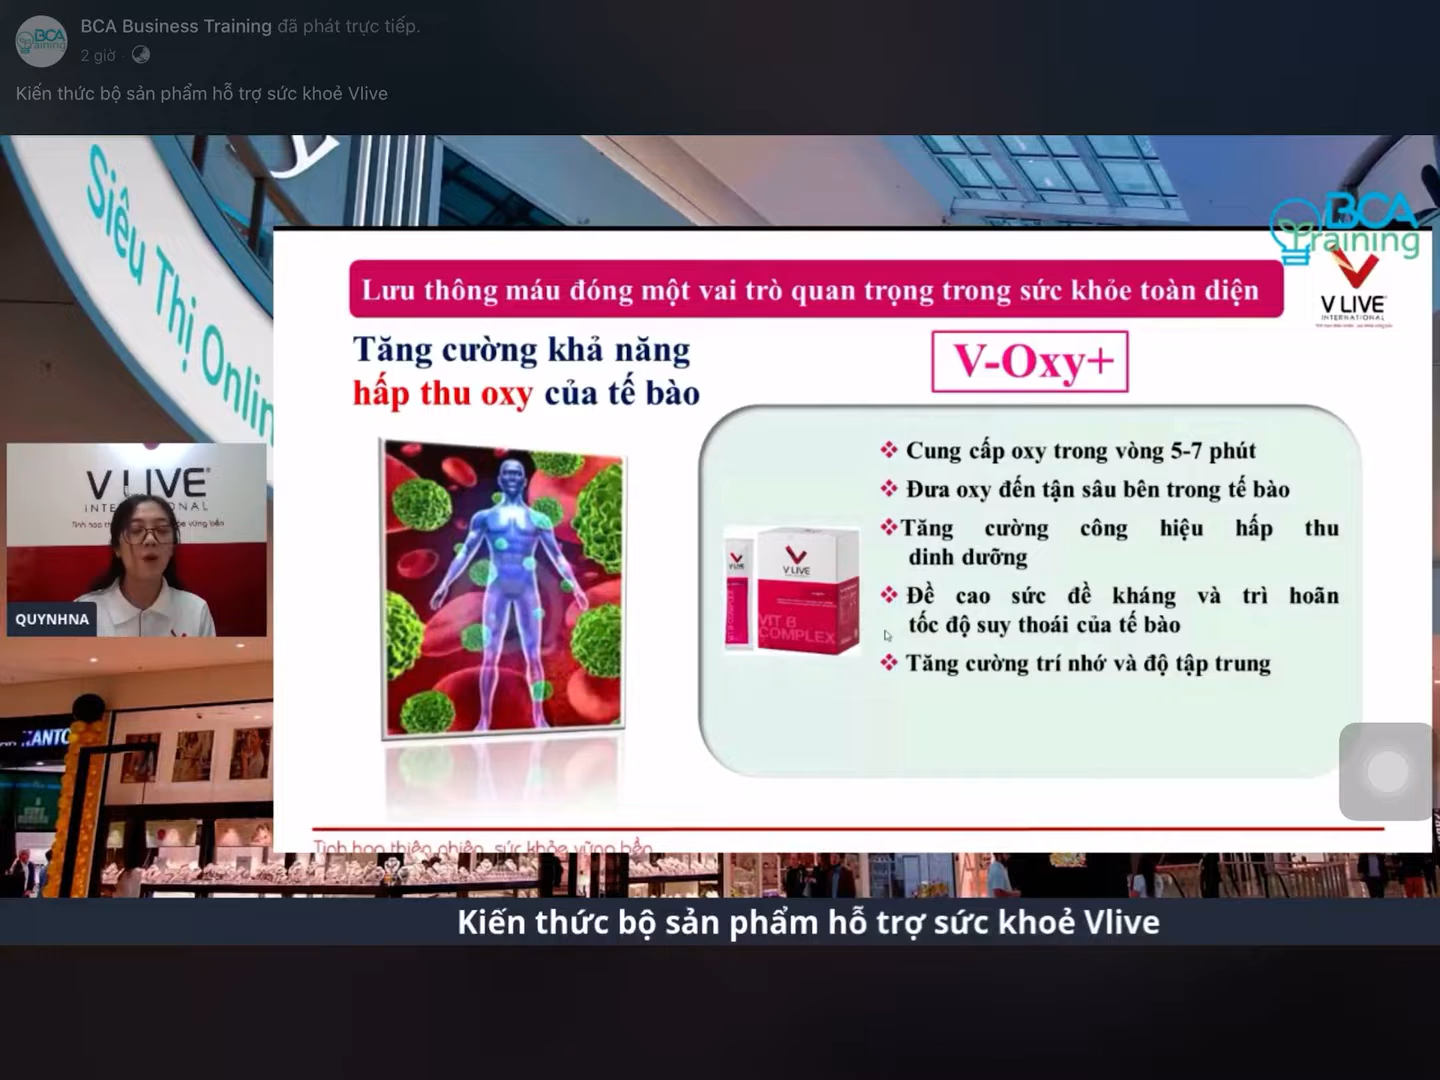 BCA Business Training đã phát trực tiếp.
2 giờ ·
Kiến thức bộ sản phẩm hỗ trợ sức khoẻ Vlive
Siêu Thị Onlin
BCA
Training
V LIVE
INTERNATIONAL
Lưu thông máu đóng một vai trò quan trọng trong sức khỏe toàn diện
Tăng cường khả năng
hấp thu oxy của tế bào
V-Oxy+
❖ Cung cấp oxy trong vòng 5-7 phút
❖ Đưa oxy đến tận sâu bên trong tế bào
❖Tăng cường công hiệu hấp thu
dinh dưỡng
❖ Đề cao sức đề kháng và trì hoãn
tốc độ suy thoái của tế bào
❖ Tăng cường trí nhớ và độ tập trung
V LIVE
VIT B
COMPLEX
V LIVE
QUYNHNA
Tinh hoa thiên nhiên, sức khỏe vững bền
Kiến thức bộ sản phẩm hỗ trợ sức khoẻ Vlive